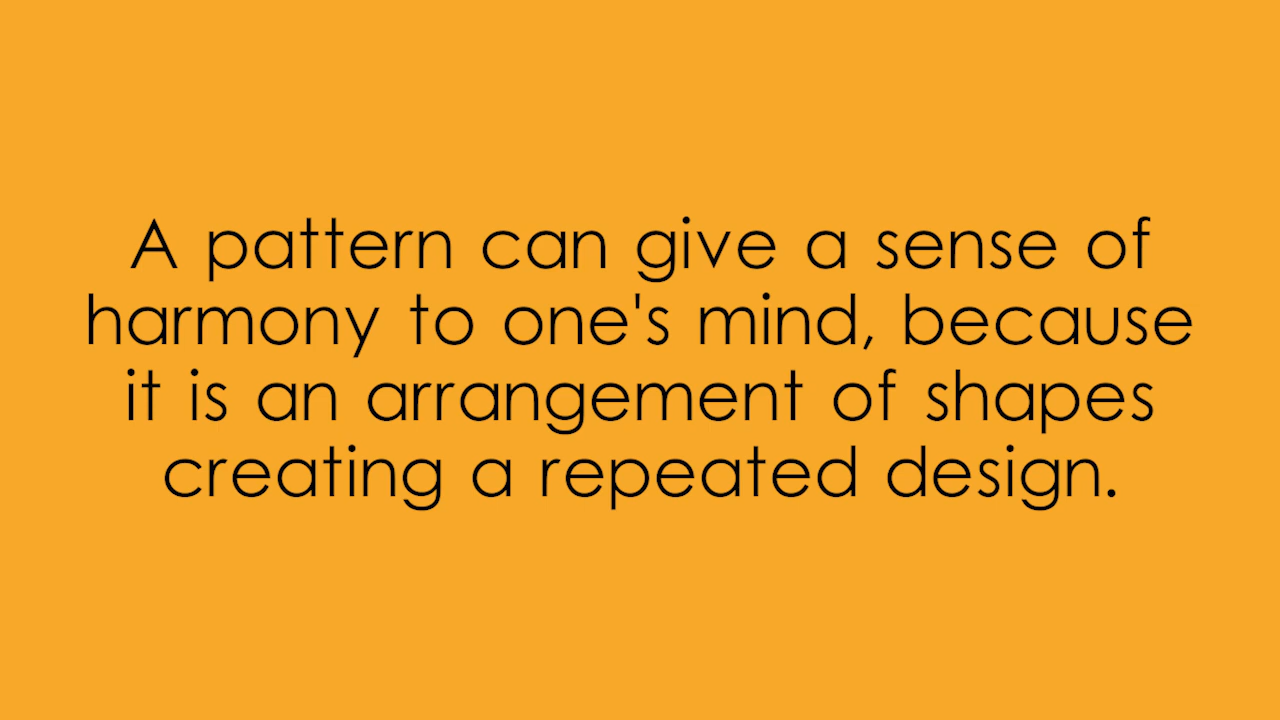 A pattern can give a sense of
harmony to one's mind, because
it is an arrangement of shapes
creating a repeated design.